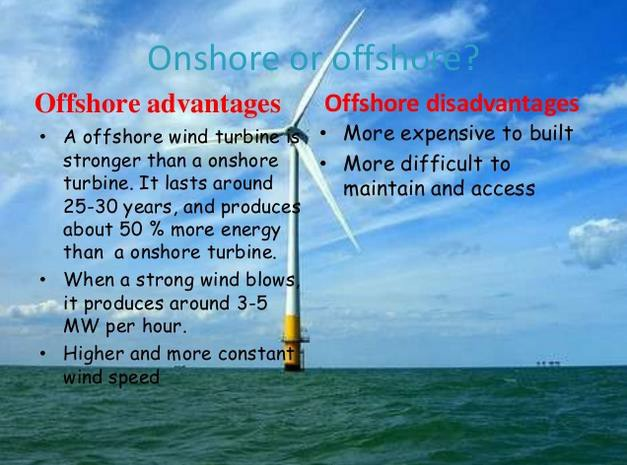 Onshore or offshore?
Offshore advantages
• A offshore wind turbine is
stronger than a onshore
turbine. It lasts around
25-30 years, and produces
about 50 % more energy
than a onshore turbine.
• When a strong wind blows,
it produces around 3-5
MW per hour.
• Higher and more constant
wind speed
Offshore disadvantages
• More expensive to built
• More difficult to
maintain and access